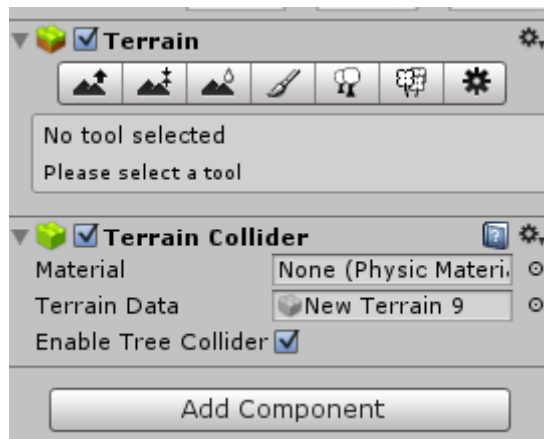 Terrain
No tool selected
Please select a tool
Terrain Collider
Material None (Physic Materi
Terrain Data New Terrain 9
Enable Tree Collider
Add Component